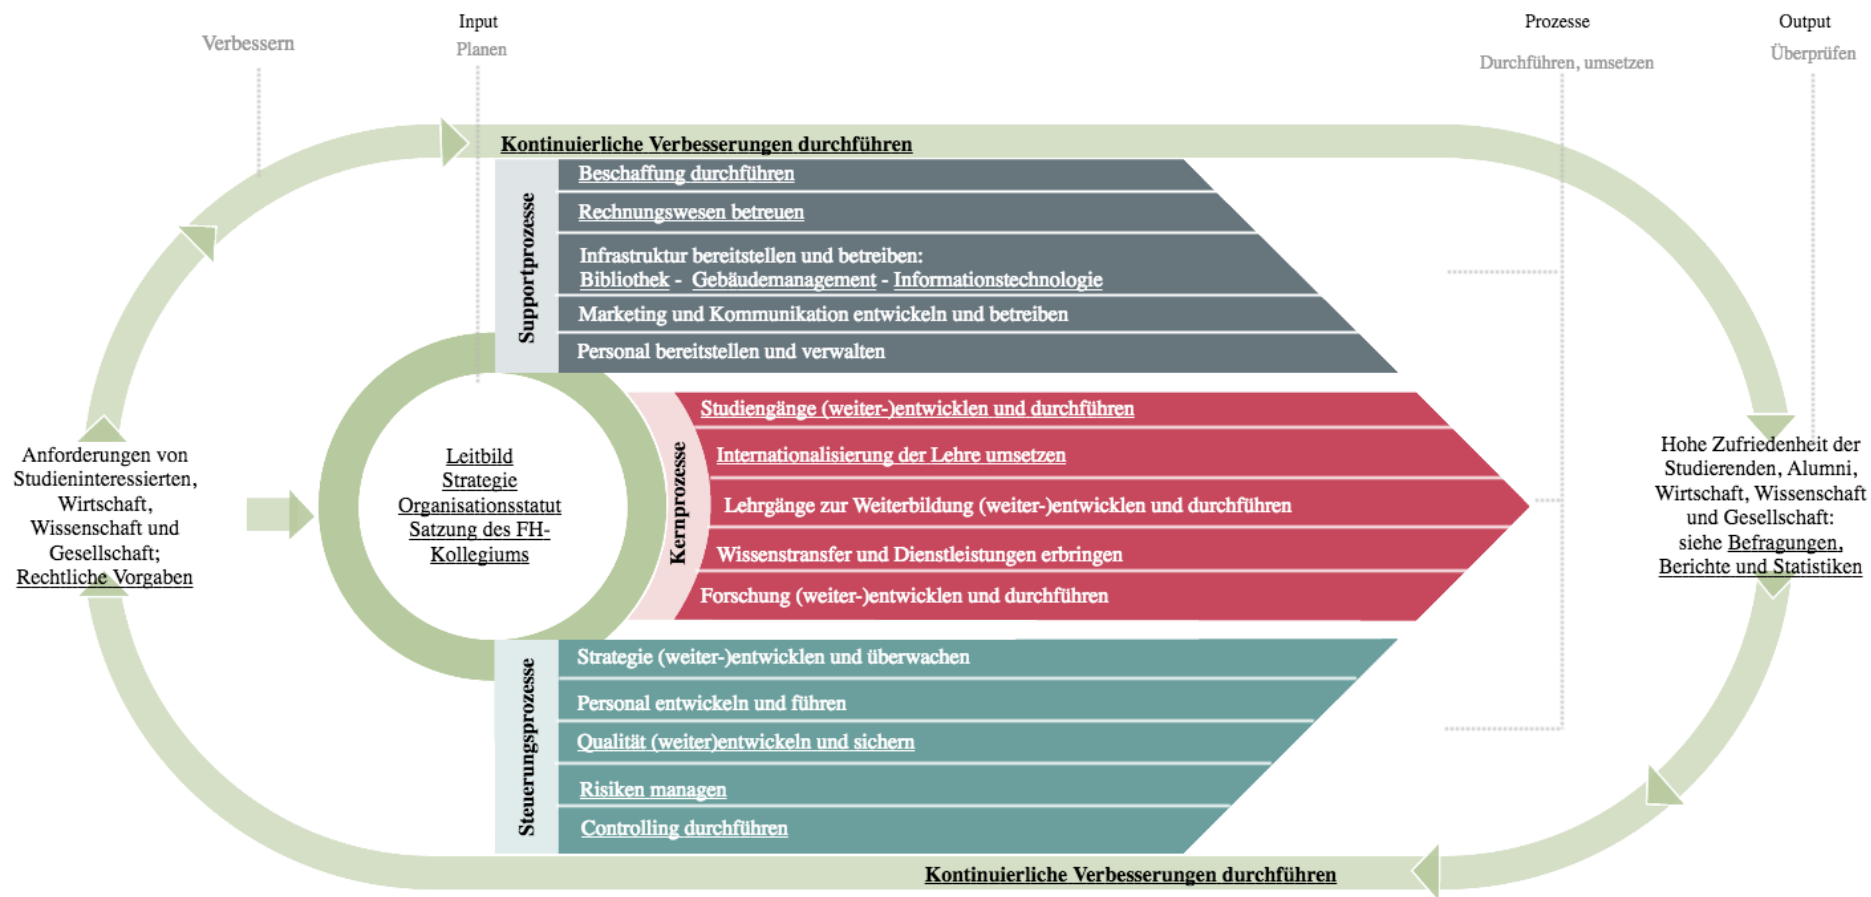 Input
Prozesse
Output
Verbessern
Planen
Durchführen, umsetzen
Überprüfen
Kontinuierliche Verbesserungen durchführen
Supportprozesse
Beschaffung durchführen
Rechnungswesen betreuen
Infrastruktur bereitstellen und betreiben:
Bibliothek - Gebäudemanagement - Informationstechnologie
Marketing und Kommunikation entwickeln und betreiben
Personal bereitstellen und verwalten
Anforderungen von
Studieninteressierten,
Wirtschaft,
Wissenschaft und
Gesellschaft;
Rechtliche Vorgaben
Leitbild
Strategie
Organisationsstatut
Satzung des FH-
Kollegiums
Kernprozesse
Studiengänge (weiter-)entwicklen und durchführen
Internationalisierung der Lehre umsetzen
Lehrgänge zur Weiterbildung (weiter-)entwicklen und durchführen
Wissenstransfer und Dienstleistungen erbringen
Forschung (weiter-)entwicklen und durchführen
Hohe Zufriedenheit der
Studierenden, Alumni,
Wirtschaft, Wissenschaft
und Gesellschaft:
siehe Befragungen,
Berichte und Statistiken
Steuerungsprozesse
Strategie (weiter-)entwicklen und überwachen
Personal entwickeln und führen
Qualität (weiter)entwickeln und sichern
Risiken managen
Controlling durchführen
Kontinuierliche Verbesserungen durchführen